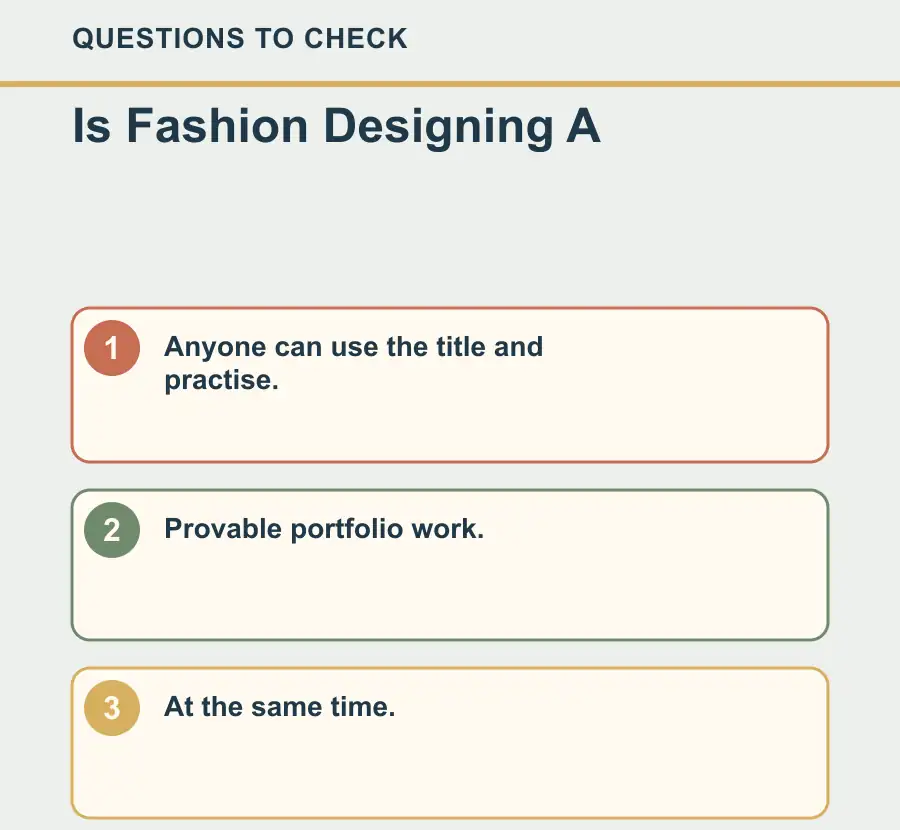 QUESTIONS TO CHECK
Is Fashion Designing A
1
Anyone can use the title and
practise.
2
Provable portfolio work.
3
At the same time.